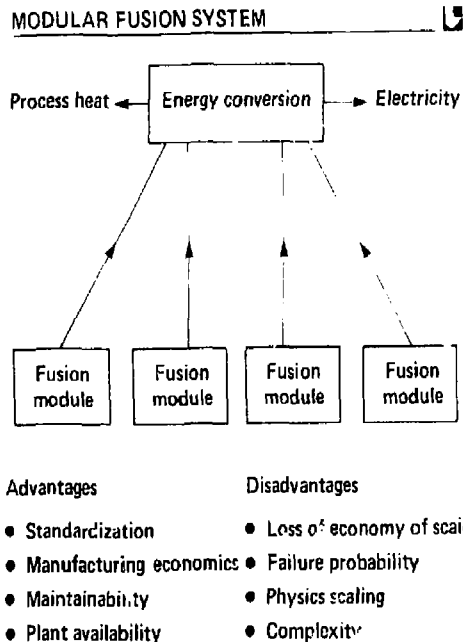 MODULAR FUSION SYSTEM
Process heat
Energy conversion
Electricity
Fusion
module
Fusion
module
Fusion
module
Fusion
module
Advantages
• Standardization
• Manufacturing economics
• Maintainability
• Plant availability
Disadvantages
• Loss of economy of scal
• Failure probability
• Physics scaling
• Complexity